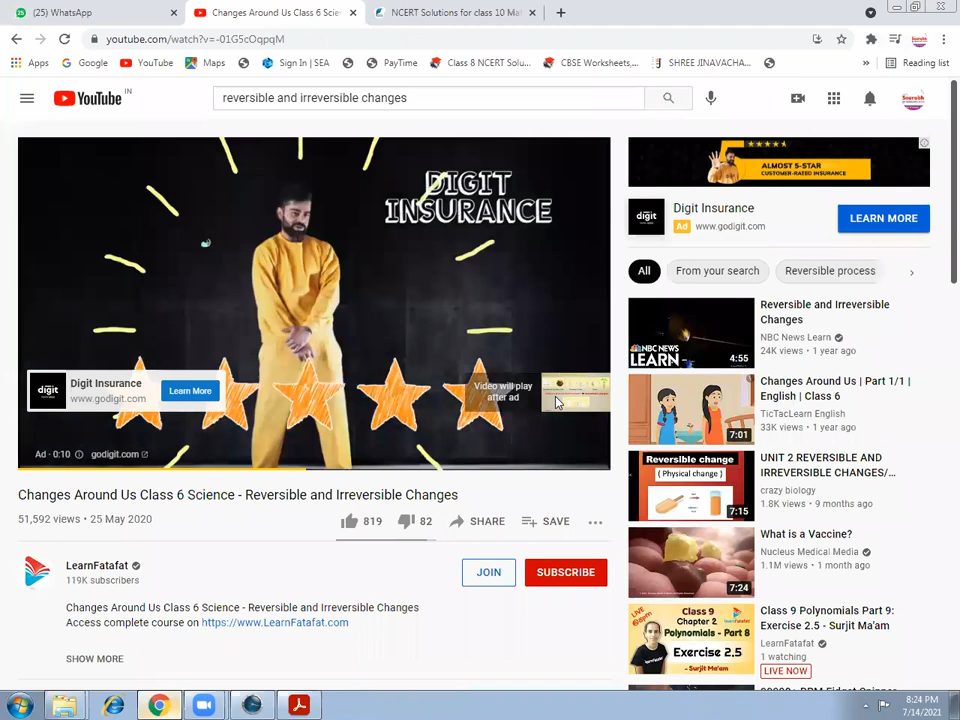 (25) WhatsApp
Changes Around Us Class 6 Scien
NCERT Solutions for class 10 Ma
youtube.com/watch?v=-01G5cOqpqM
Apps
Google
YouTube
Maps
Sign In | SEA
PayTime
Class 8 NCERT Solu...
CBSE Worksheets,...
SHREE JINAVACHA...
»
Reading list
YouTube IN
reversible and irreversible changes
DIGIT
INSURANCE
Digit Insurance
www.godigit.com
Learn More
Video will play
after ad
Ad · 0:10
godigit.com
Changes Around Us Class 6 Science - Reversible and Irreversible Changes
51,592 views • 25 May 2020
819
82
SHARE
SAVE
LearnFatafat
119K subscribers
JOIN
SUBSCRIBE
Changes Around Us Class 6 Science - Reversible and Irreversible Changes
Access complete course on https://www.LearnFatafat.com
SHOW MORE
ALMOST 5-STAR
CUSTOMER-RATED INSURANCE
digit
Digit Insurance
Ad www.godigit.com
LEARN MORE
All
From your search
Reversible process
NBC NEWS
LEARN
4:55
Reversible and Irreversible
Changes
NBC News Learn
24K views • 1 year ago
7:01
Changes Around Us | Part 1/1 |
English | Class 6
TicTacLearn English
33K views • 1 year ago
Reversible change
( Physical change )
7:15
UNIT 2 REVERSIBLE AND
IRREVERSIBLE CHANGES/...
crazy biology
1.8K views • 9 months ago
7:24
What is a Vaccine?
Nucleus Medical Media
1.1M views • 1 month ago
LIVE
@8pm
Class 9
Chapter 2
Polynomials - Part 8
Exercise 2.5
- Surjit Ma'am
Class 9 Polynomials Part 9:
Exercise 2.5 - Surjit Ma'am
LearnFatafat
1 watching
LIVE NOW
8:24 PM
7/14/2021